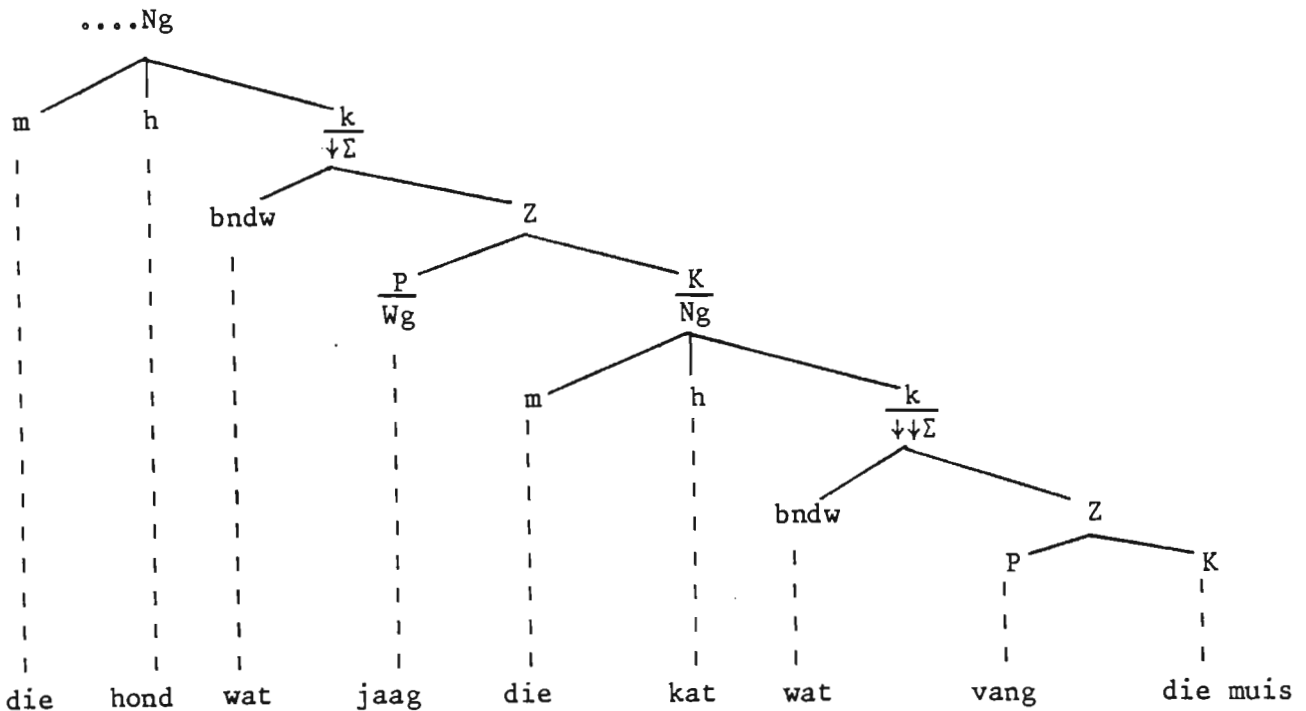 ....Ng
m h k
↓Σ
bndw Z
P K
Wg Ng
m h k
↓↓Σ
bndw Z
P K
die hond wat jaag die kat wat vang die muis